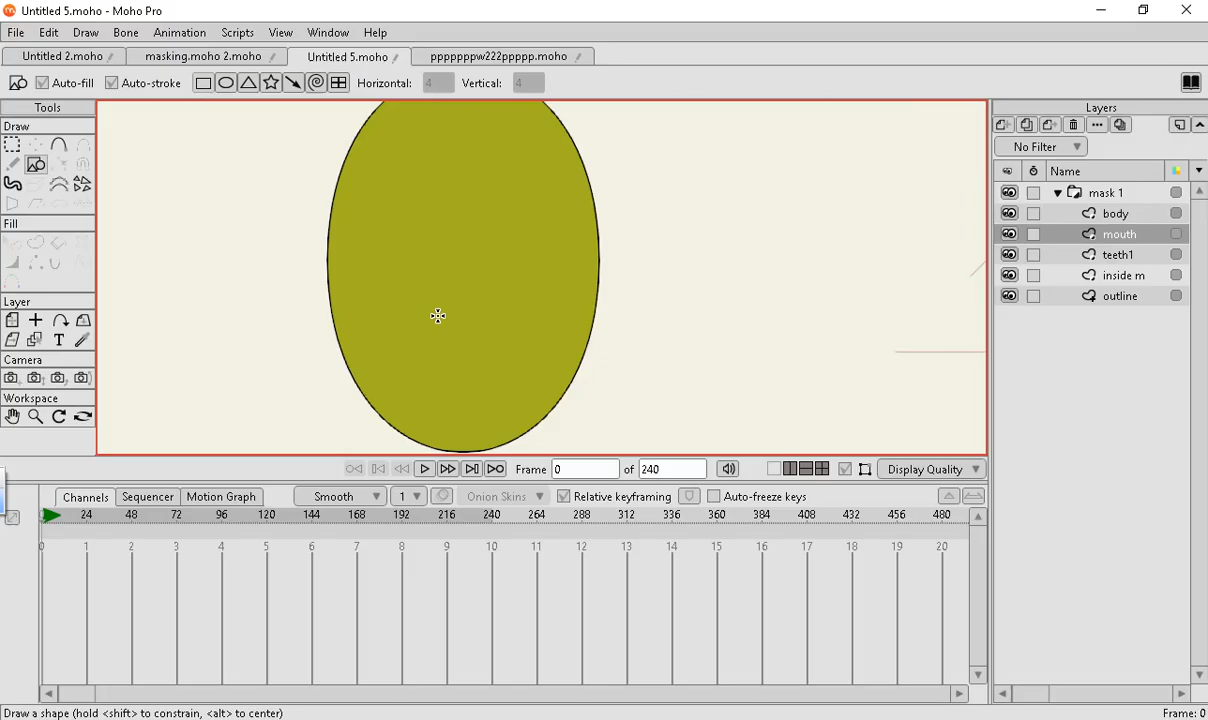 Untitled 5.moho - Moho Pro
File Edit Draw Bone Animation Scripts View Window Help
Untitled 2.moho masking.moho 2.moho Untitled 5.moho pppppppw222ppppp.moho
Auto-fill Auto-stroke Horizontal: 4 Vertical: 4
Tools
Layers
Draw
No Filter
Name
mask 1
body
mouth
teeth1
inside m
outline
Fill
Layer
T
Camera
Workspace
Frame 0 of 240 Display Quality
Channels Sequencer Motion Graph Smooth 1 Onion Skins Relative keyframing Auto-freeze keys
24 48 72 96 120 144 168 192 216 240 264 288 312 336 360 384 408 432 456 480
0 1 2 3 4 5 6 7 8 9 10 11 12 13 14 15 16 17 18 19 20
Draw a shape (hold <shift> to constrain, <alt> to center) Frame: 0